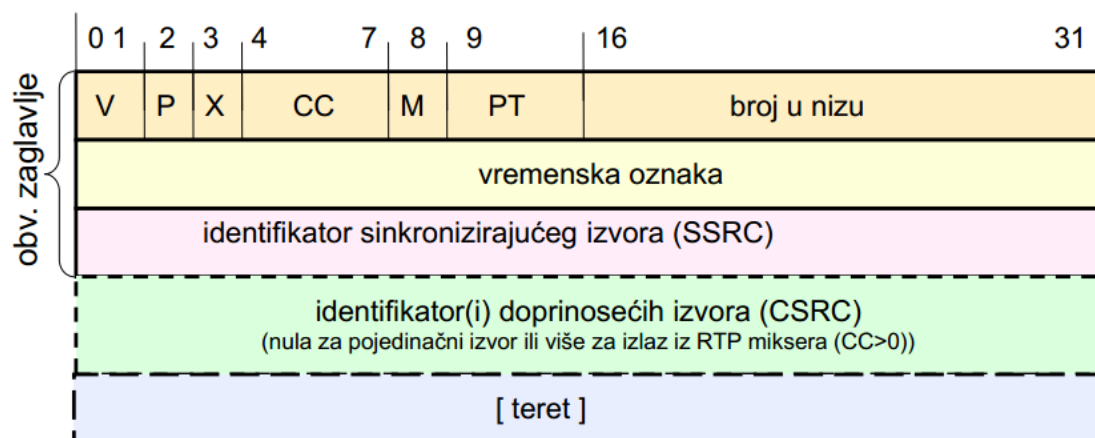 0 1 2 3 4 7 8 9 16 31
obv. zaglavlje
V P X CC M PT broj u nizu
vremenska oznaka
identifikator sinkronizirajućeg izvora (SSRC)
identifikator(i) doprinosećih izvora (CSRC)
(nula za pojedinačni izvor ili više za izlaz iz RTP miksera (CC>0))
[ teret ]